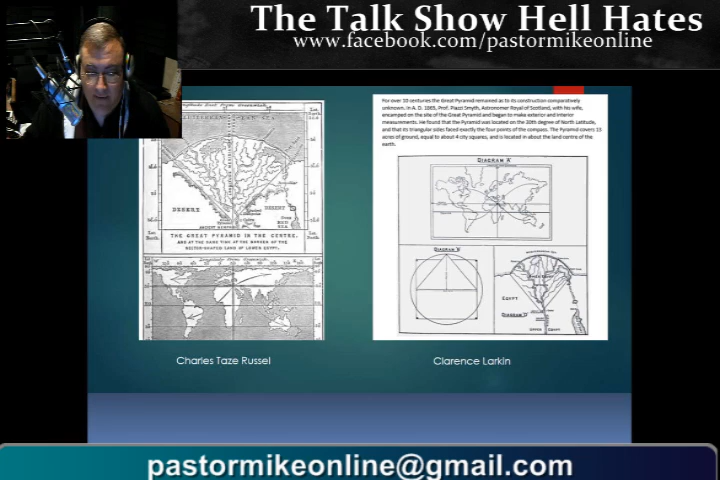 The Talk Show Hell Hates
www.facebook.com/pastormikeonline
For over 10 centuries the Great Pyramid remained as to its construction comparatively
unknown. In A. D. 1865, Prof. Piazzi Smyth, Astronomer Royal of Scotland, with his wife,
encamped on the site of the Great Pyramid and began to make exterior and interior
measurements. He found that the Pyramid was located on the 30th degree of North Latitude,
and that its triangular sides faced exactly the four points of the compass. The Pyramid covers 13
acres of ground, equal to about 4 city squares, and is located in about the land centre of the
earth.
DESERT
DESERT
THE GREAT PYRAMID IN THE CENTRE,
AND AT THE SAME TIME AT THE BORDER OF THE
SECTOR-SHAPED LAND OF LOWER EGYPT.
DIAGRAM "A"
EGYPT
UPPER EGYPT
Charles Taze Russel
Clarence Larkin
pastormikeonline@gmail.com